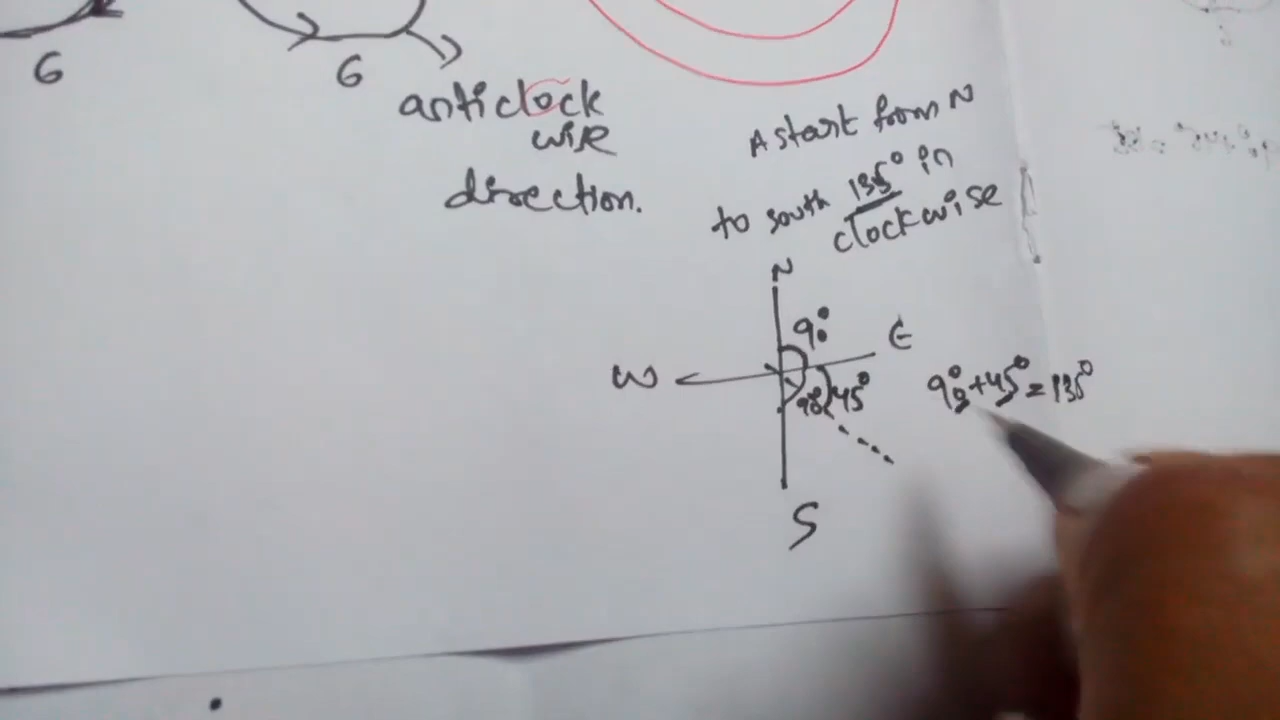 6
6
anticlock
wise
direction.
A start from N
to south 135° in
clockwise
N
90°
E
W
90°
45°
90°+45°=135°
S